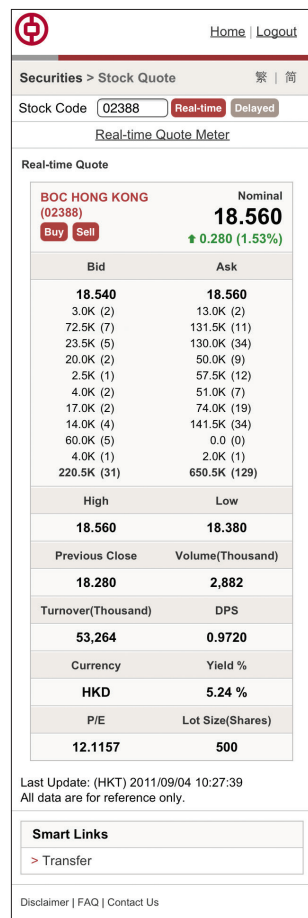 Home | Logout
Securities > Stock Quote 繁 | 简
Stock Code 02388 Real-time Delayed
Real-time Quote Meter
Real-time Quote
BOC HONG KONG Nominal
(02388) 18.560
Buy Sell 0.280 (1.53%)
Bid Ask
18.540 18.560
3.0K (2) 13.0K (2)
72.5K (7) 131.5K (11)
23.5K (5) 130.0K (34)
20.0K (2) 50.0K (9)
2.5K (1) 57.5K (12)
4.0K (2) 51.0K (7)
17.0K (2) 74.0K (19)
14.0K (4) 141.5K (34)
60.0K (5) 0.0 (0)
4.0K (1) 2.0K (1)
220.5K (31) 650.5K (129)
High Low
18.560 18.380
Previous Close Volume(Thousand)
18.280 2,882
Turnover(Thousand) DPS
53,264 0.9720
Currency Yield %
HKD 5.24 %
P/E Lot Size(Shares)
12.1157 500
Last Update: (HKT) 2011/09/04 10:27:39
All data are for reference only.
Smart Links
> Transfer
Disclaimer | FAQ | Contact Us